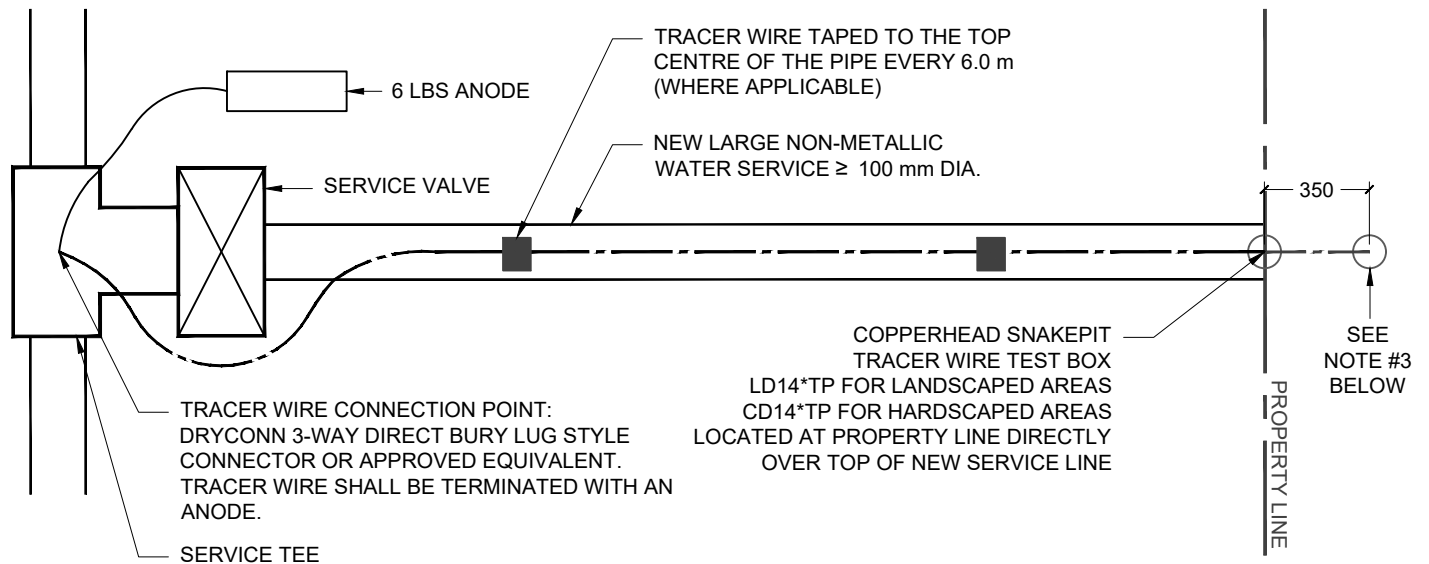 TRACER WIRE TAPED TO THE TOP
CENTRE OF THE PIPE EVERY 6.0 m
(WHERE APPLICABLE)
6 LBS ANODE
NEW LARGE NON-METALLIC
WATER SERVICE ≥ 100 mm DIA.
SERVICE VALVE
350
COPPERHEAD SNAKEPIT
TRACER WIRE TEST BOX
LD14*TP FOR LANDSCAPED AREAS
CD14*TP FOR HARDSCAPED AREAS
LOCATED AT PROPERTY LINE DIRECTLY
OVER TOP OF NEW SERVICE LINE
SEE
NOTE #3
BELOW
PROPERTY LINE
TRACER WIRE CONNECTION POINT:
DRYCONN 3-WAY DIRECT BURY LUG STYLE
CONNECTOR OR APPROVED EQUIVALENT.
TRACER WIRE SHALL BE TERMINATED WITH AN
ANODE.
SERVICE TEE